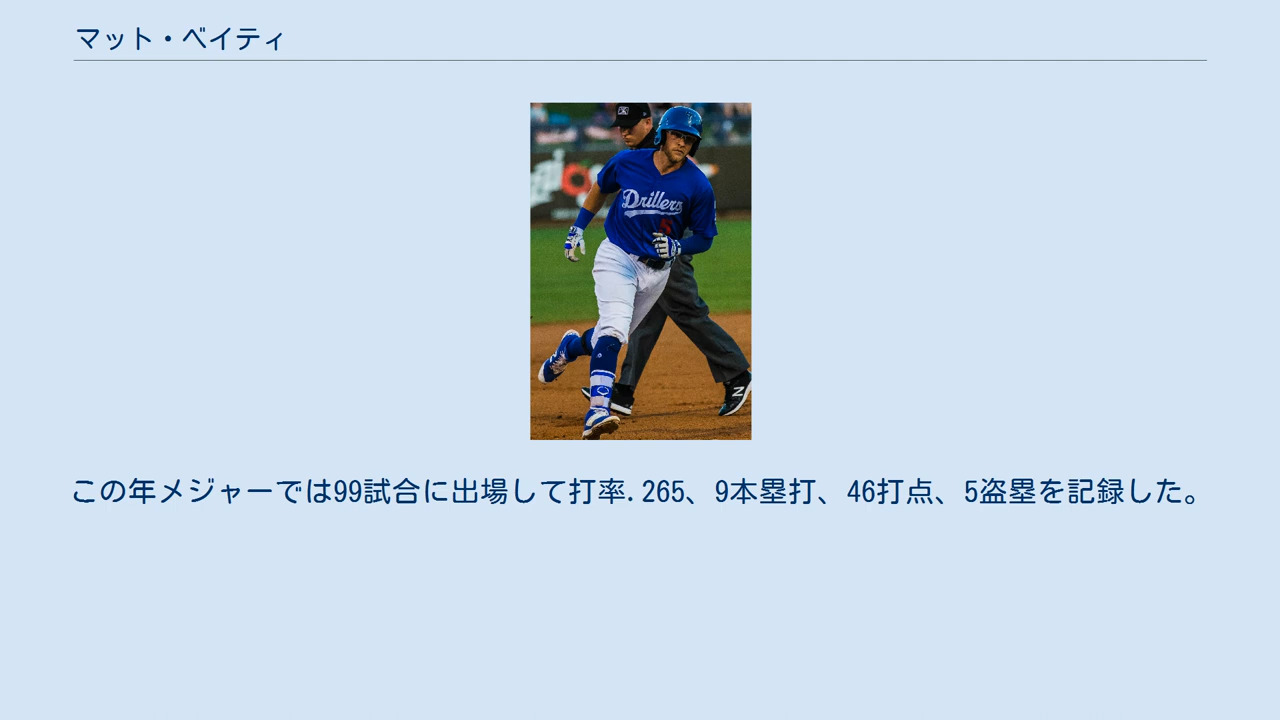 マット・ベイティ
Drillers
5
この年メジャーでは99試合に出場して打率.265、9本塁打、46打点、5盗塁を記録した。